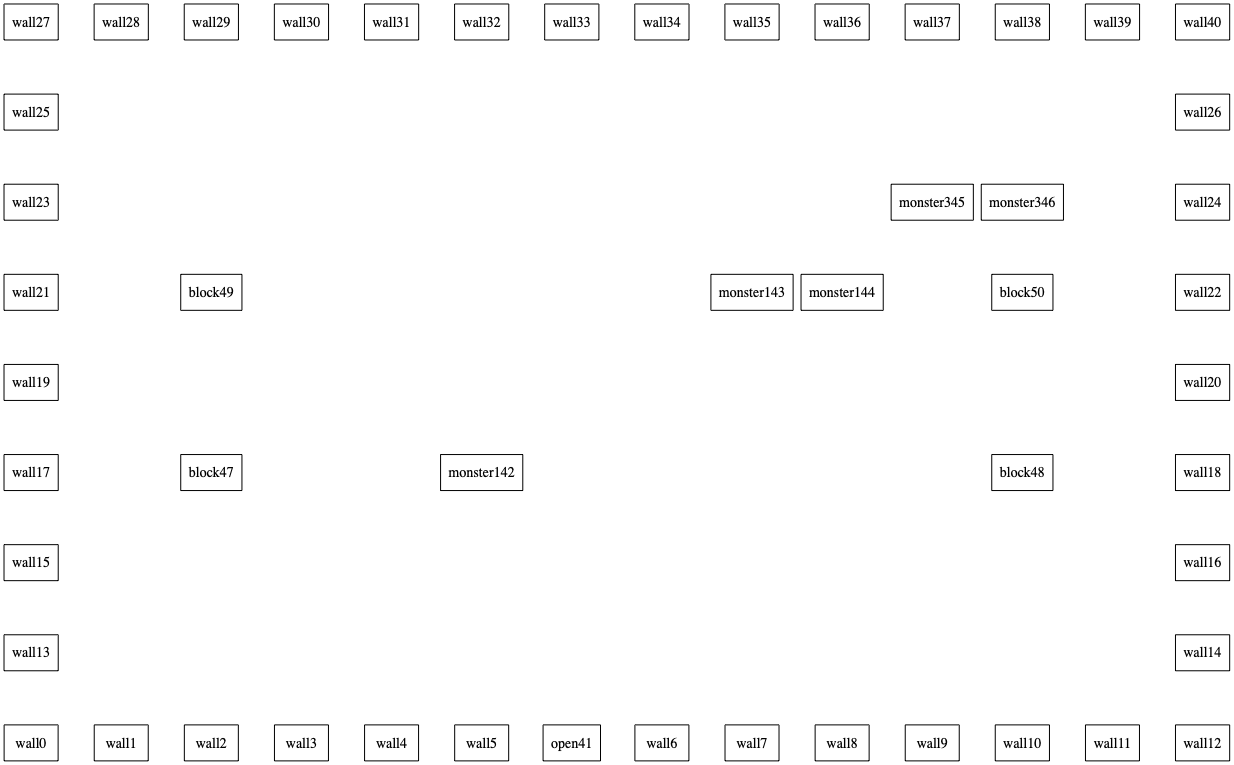 wall27 wall28 wall29 wall30 wall31 wall32 wall33 wall34 wall35 wall36 wall37 wall38 wall39 wall40
wall25 wall26
wall23 monster345 monster346 wall24
wall21 block49 monster143 monster144 block50 wall22
wall19 wall20
wall17 block47 monster142 block48 wall18
wall15 wall16
wall13 wall14
wall0 wall1 wall2 wall3 wall4 wall5 open41 wall6 wall7 wall8 wall9 wall10 wall11 wall12